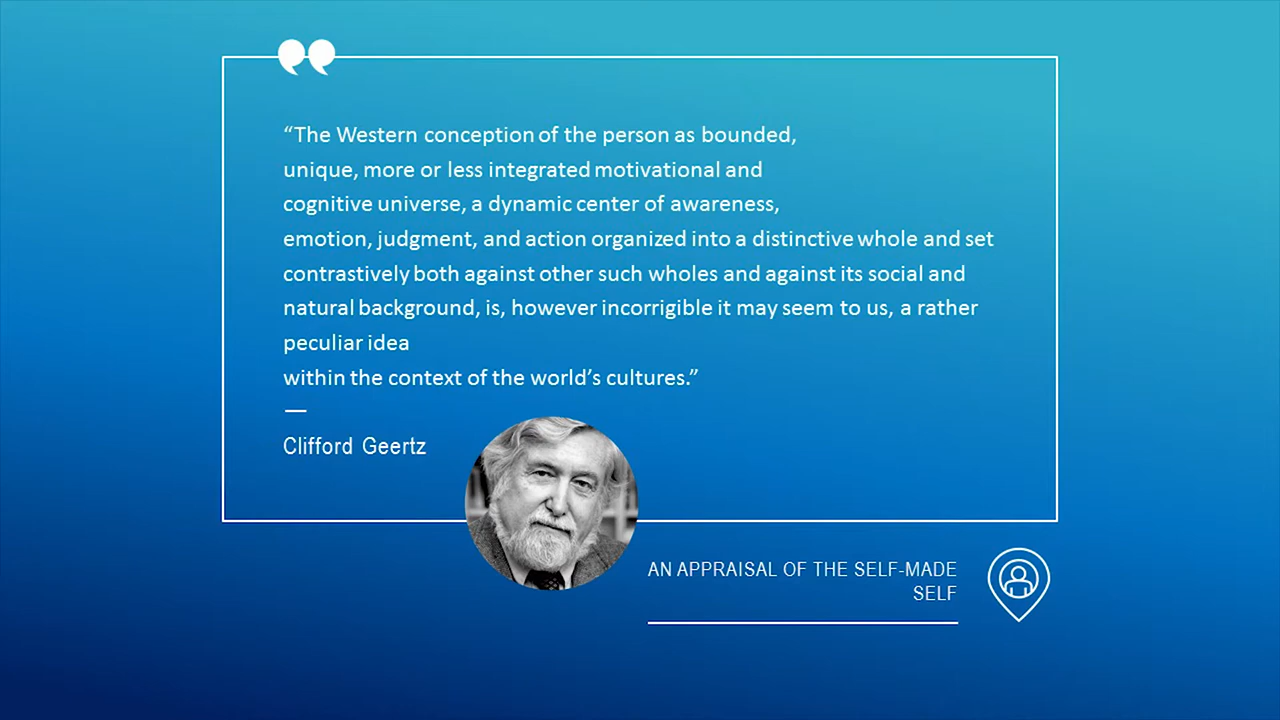 “The Western conception of the person as bounded,
unique, more or less integrated motivational and
cognitive universe, a dynamic center of awareness,
emotion, judgment, and action organized into a distinctive whole and set
contrastively both against other such wholes and against its social and
natural background, is, however incorrigible it may seem to us, a rather
peculiar idea
within the context of the world’s cultures.”
—
Clifford Geertz
AN APPRAISAL OF THE SELF-MADE
SELF